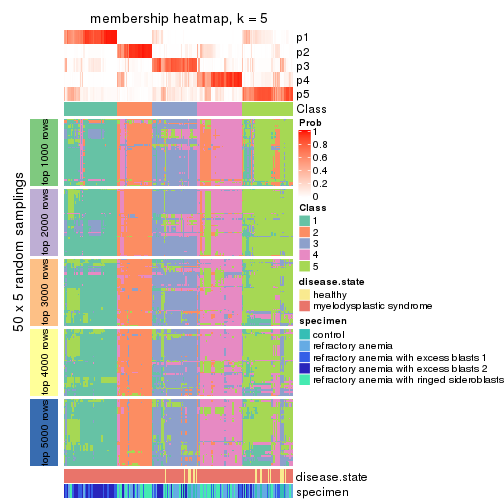 membership heatmap, k = 5
p1
p2
p3
p4
p5
Class
50 x 5 random samplings
top 1000 rows
top 2000 rows
top 3000 rows
top 4000 rows
top 5000 rows
disease.state
specimen
Prob
1
0.8
0.6
0.4
0.2
0
Class
1
2
3
4
5
disease.state
healthy
myelodysplastic syndrome
specimen
control
refractory anemia
refractory anemia with excess blasts 1
refractory anemia with excess blasts 2
refractory anemia with ringed sideroblasts